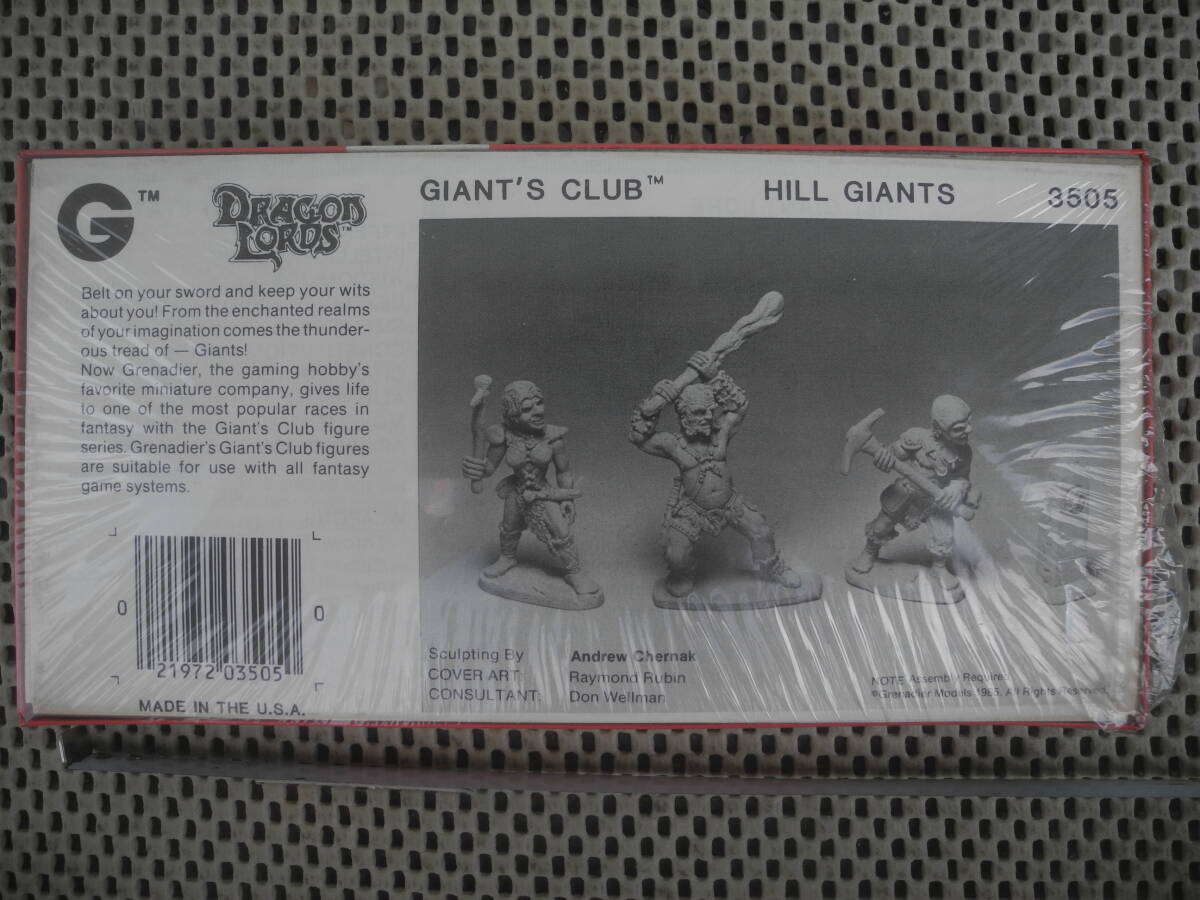 G™
DRAGON
LORDS™
GIANT'S CLUB™ HILL GIANTS 3505
Belt on your sword and keep your wits
about you! From the enchanted realms
of your imagination comes the thunder-
ous tread of — Giants!
Now Grenadier, the gaming hobby's
favorite miniature company, gives life
to one of the most popular races in
fantasy with the Giant's Club figure
series. Grenadier's Giant's Club figures
are suitable for use with all fantasy
game systems.
0 21972 03505 0
MADE IN THE U.S.A.
Sculpting By Andrew Chernak
COVER ART: Raymond Rubin
CONSULTANT: Don Wellman
NOTE Assembly Required
©Grenadier Models 1985. All Rights Reserved.